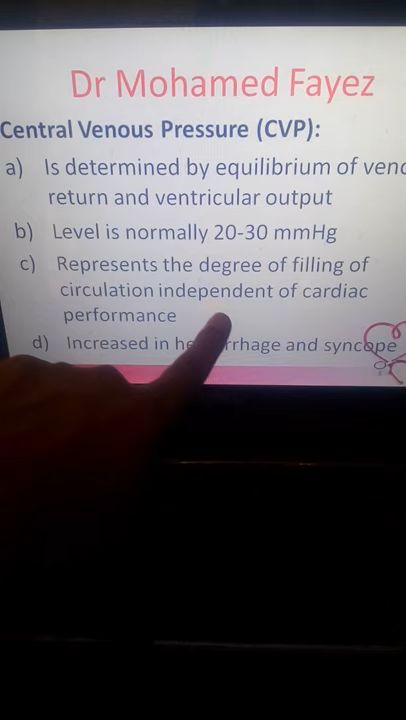 Dr Mohamed Fayez
Central Venous Pressure (CVP):
a) Is determined by equilibrium of
return and ventricular output
b) Level is normally 20-30 mmHg
c) Represents the degree of filling of
circulation independent of cardiac
performance
d) Increased in and syncope